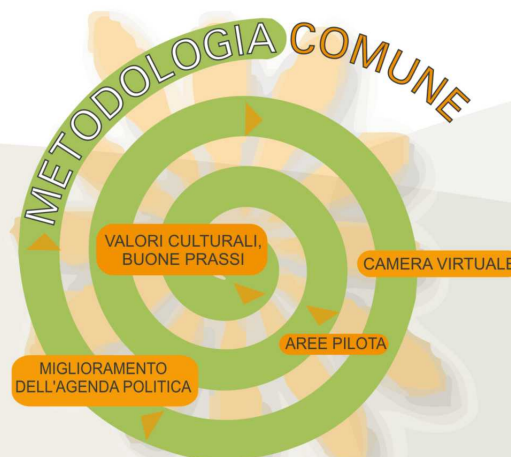 METODOLOGIA COMUNE
VALORI CULTURALI,
BUONE PRASSI
CAMERA VIRTUALE
AREE PILOTA
MIGLIORAMENTO
DELL'AGENDA POLITICA